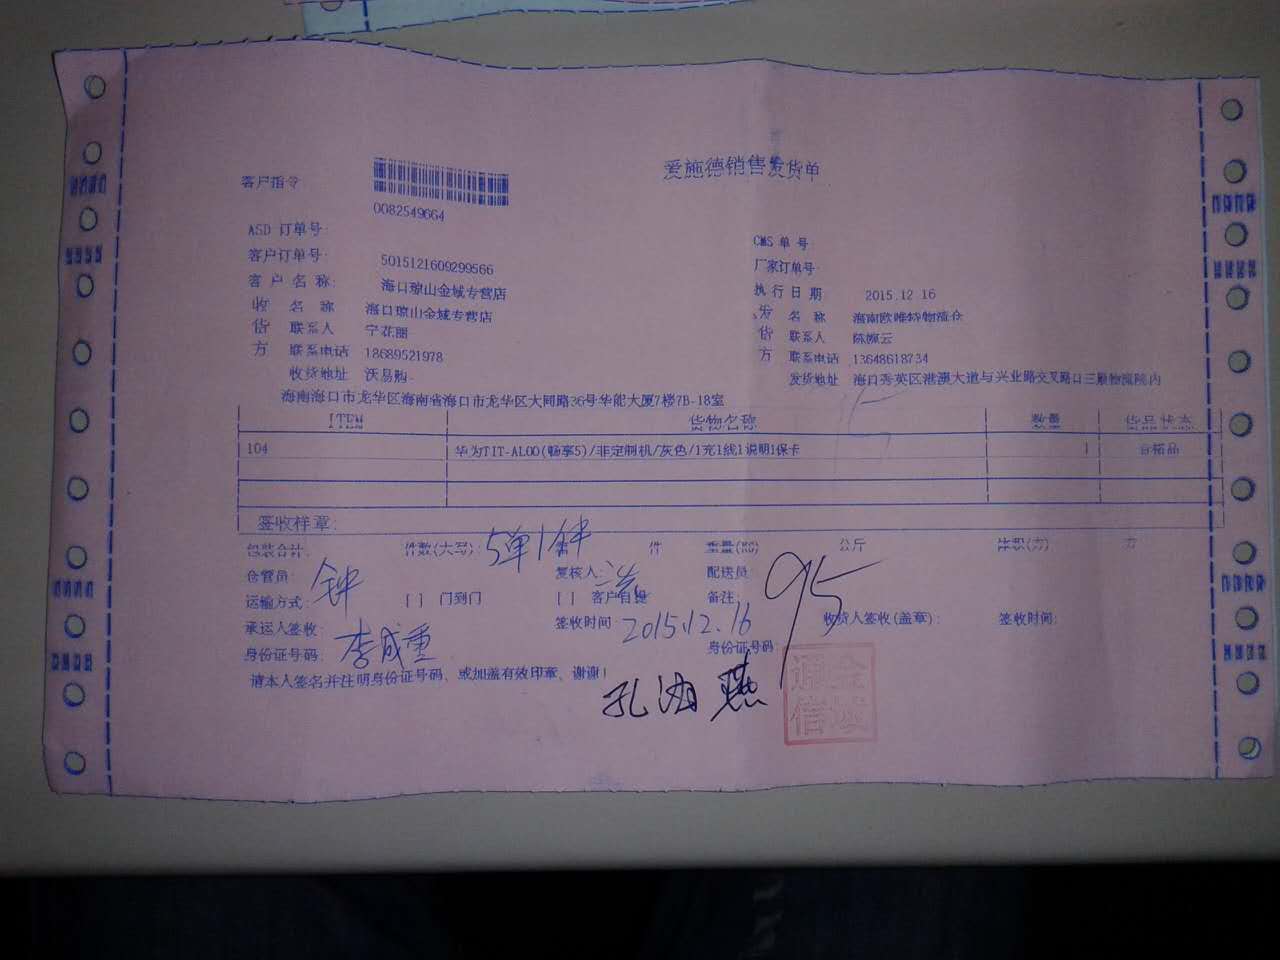 爱施德销售发货单
客户指令
0082549664
ASD 订单号:
CMS 单号:
客户订单号: 5015121609299566
厂家订单号:
客户名称: 海口琼山金域专营店
执行日期 2015.12.16
收货方 名称 海口琼山金域专营店
发货方 名称 海南欧唯特物流仓
联系人 宁花丽
联系人 陈婉云
联系电话 18689521978
联系电话 13648618734
收货地址 沃易购-
发货地址 海口秀英区港澳大道与兴业路交叉路口三顺物流院内
海南海口市龙华区海南省海口市龙华区大同路36号华能大厦7楼7B-18室
ITEM 货物名称 数量 货品状态
104 华为TIT-AL00(畅享5)/非定制机/灰色/1充1线1说明1保卡 1 合格品
签收样章:
包装合计: 件数(大写): 5单1件 件 重量(KG) 公斤 体积(方) 方
仓管员: 钟 复核人: 配送员:
运输方式: [ ] 门到门 [ ] 客户自提 备注: 95
承运人签收: 李成重 签收时间: 2015.12.16 收货人签收(盖章): 签收时间:
身份证号码: 身份证号码:
请本人签名并注明身份证号码、或加盖有效印章、谢谢!